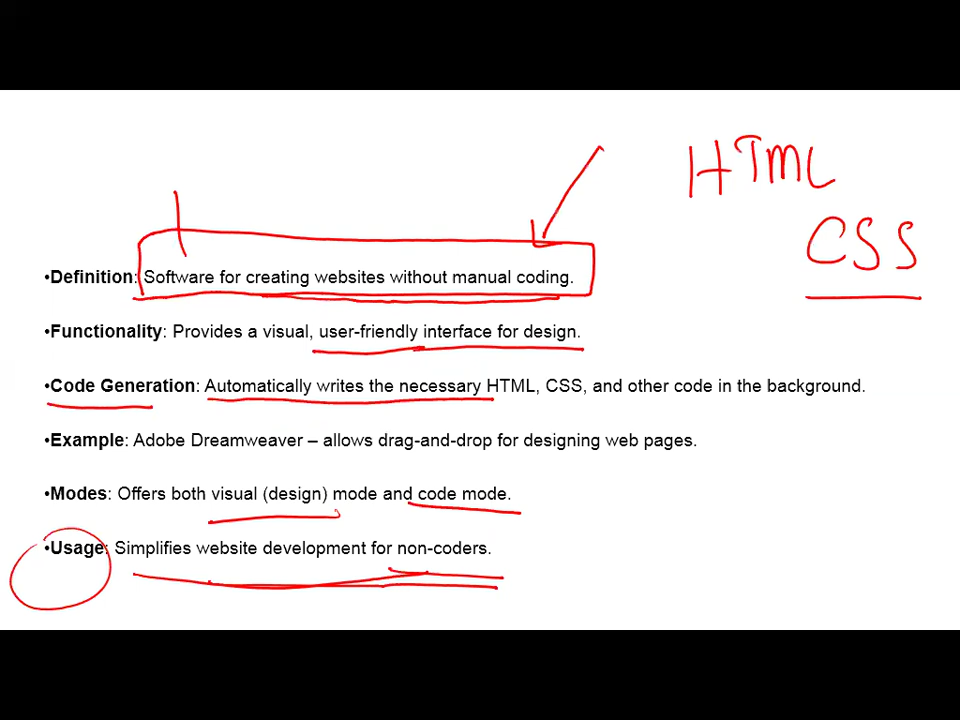 HTML
CSS
•Definition: Software for creating websites without manual coding.
•Functionality: Provides a visual, user-friendly interface for design.
•Code Generation: Automatically writes the necessary HTML, CSS, and other code in the background.
•Example: Adobe Dreamweaver – allows drag-and-drop for designing web pages.
•Modes: Offers both visual (design) mode and code mode.
•Usage: Simplifies website development for non-coders.